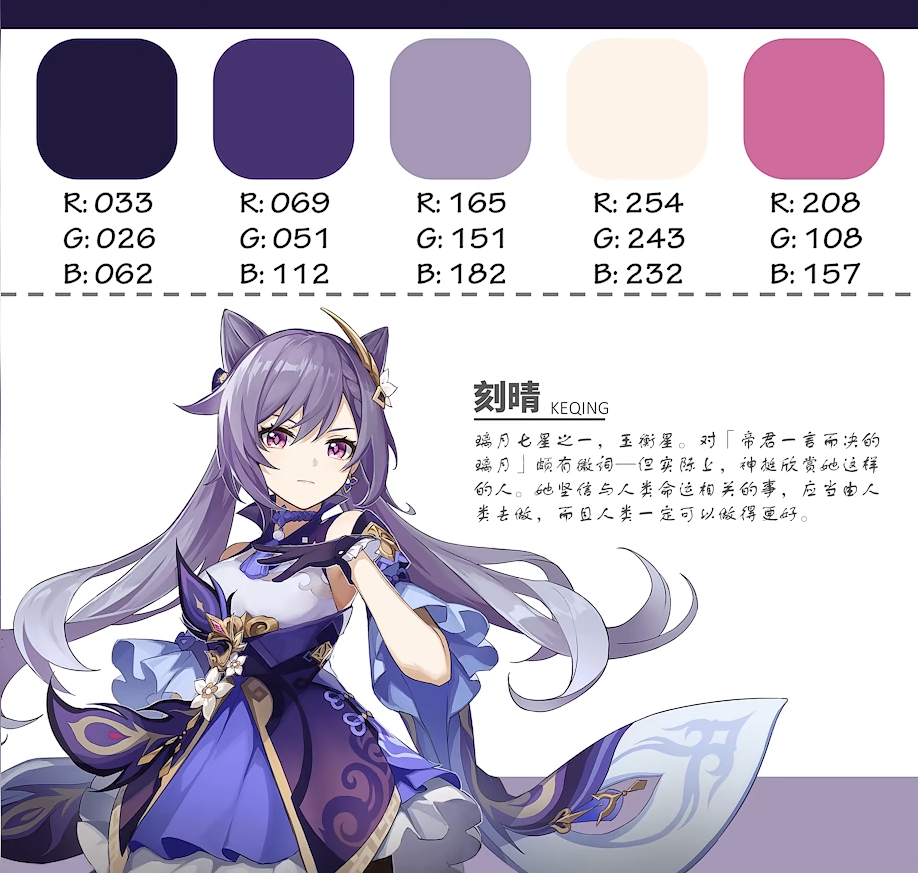 R: 033 R: 069 R: 165 R: 254 R: 208
G: 026 G: 051 G: 151 G: 243 G: 108
B: 062 B: 112 B: 182 B: 232 B: 157
刻晴 KEQING
璃月七星之一，玉衡星。对「帝君一言而决的
璃月」颇有微词—但实际上，神挺欣赏她这样
的人。她坚信与人类命运相关的事，应当由人
类去做，而且人类一定可以做得更好。